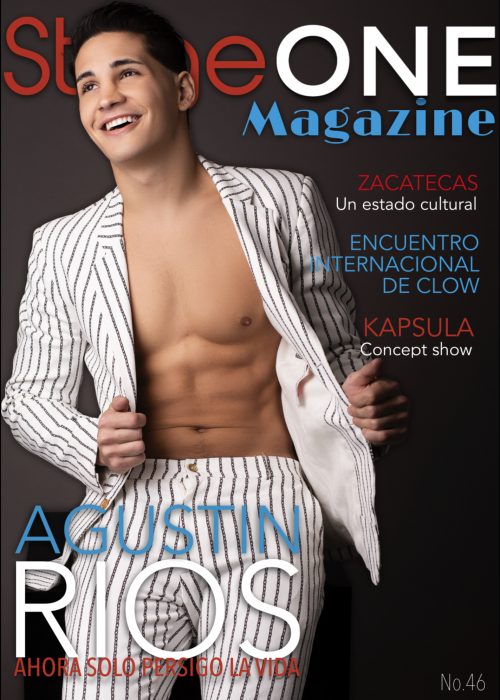 ONE
Magazine
ZACATECAS
Un estado cultural
ENCUENTRO
INTERNACIONAL
DE CLOW
KAPSULA
Concept show
AGUSTIN
RIOS
AHORA SOLO PERSIGO LA VIDA
No.46